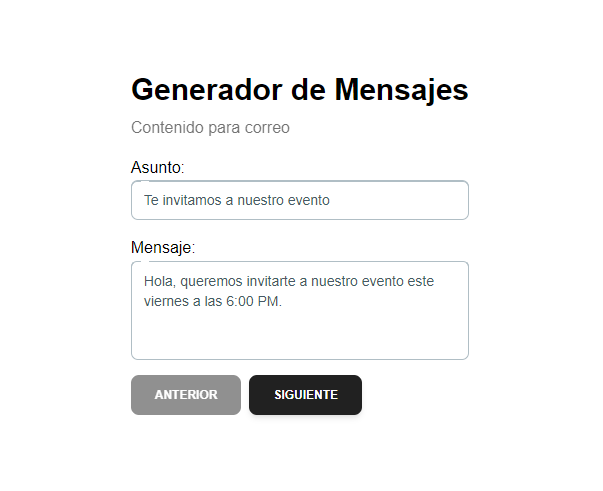 Generador de Mensajes
Contenido para correo
Asunto:
Te invitamos a nuestro evento
Mensaje:
Hola, queremos invitarte a nuestro evento este
viernes a las 6:00 PM.
ANTERIOR
SIGUIENTE